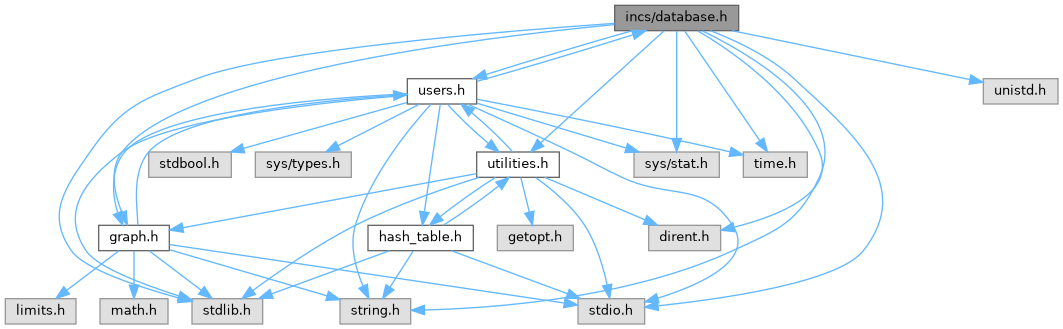 incs/database.h
users.h
unistd.h
stdbool.h
sys/types.h
utilities.h
sys/stat.h
time.h
graph.h
hash_table.h
getopt.h
dirent.h
limits.h
math.h
stdlib.h
string.h
stdio.h